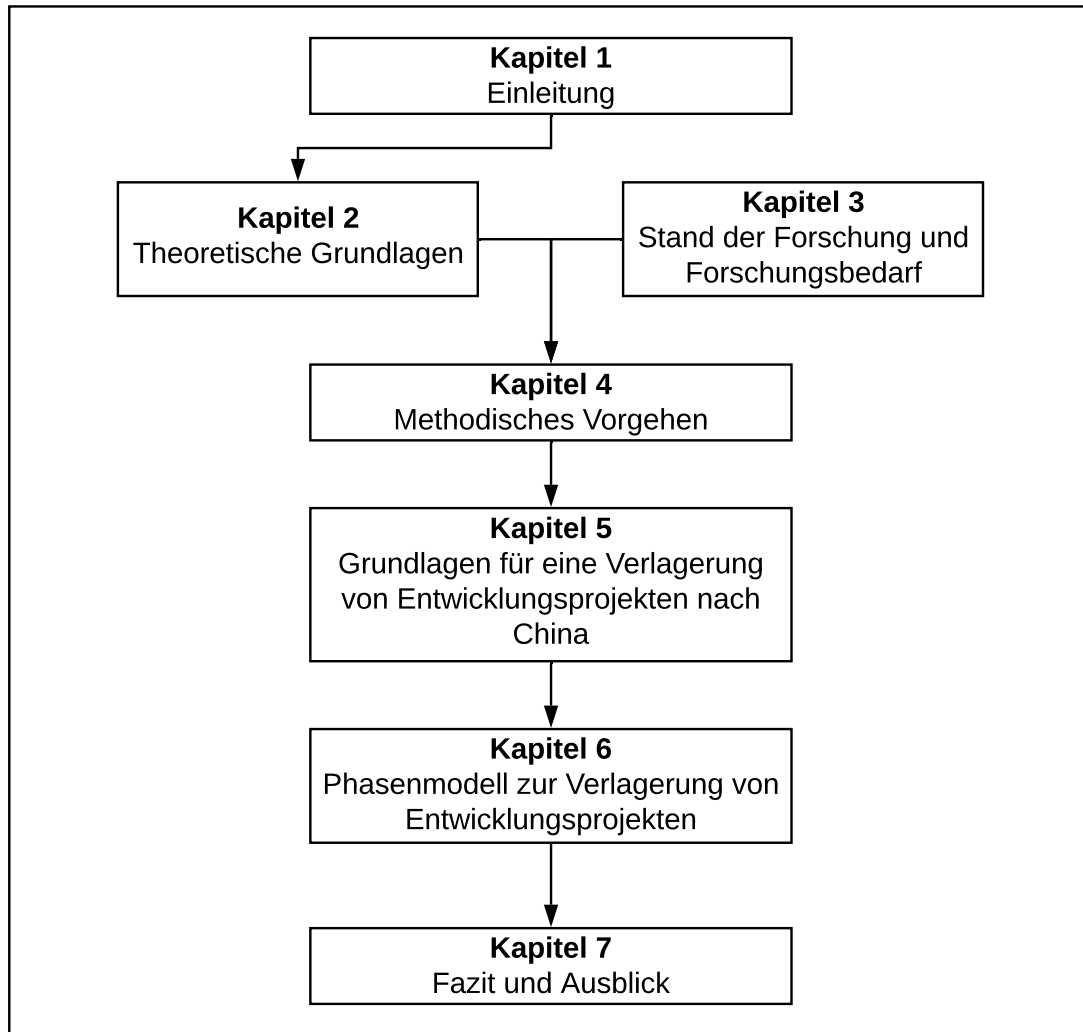 Kapitel 1
Einleitung
Kapitel 2
Theoretische Grundlagen
Kapitel 3
Stand der Forschung und
Forschungsbedarf
Kapitel 4
Methodisches Vorgehen
Kapitel 5
Grundlagen für eine Verlagerung
von Entwicklungsprojekten nach
China
Kapitel 6
Phasenmodell zur Verlagerung von
Entwicklungsprojekten
Kapitel 7
Fazit und Ausblick